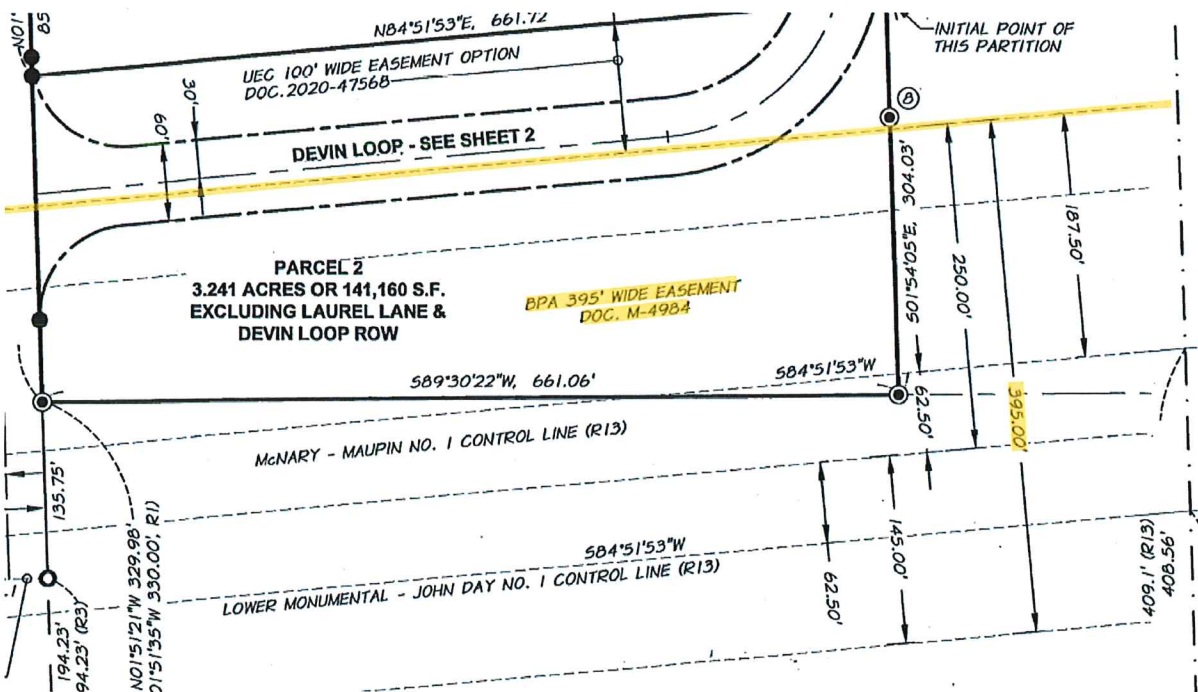 N01°
85
N84°51'53"E, 661.72
INITIAL POINT OF
THIS PARTITION
UEC 100' WIDE EASEMENT OPTION
DOC.2020-47568
30'
60'
8
DEVIN LOOP - SEE SHEET 2
S01°54'05"E, 304.03'
250.00'
187.50'
PARCEL 2
3.241 ACRES OR 141,160 S.F.
EXCLUDING LAUREL LANE &
DEVIN LOOP ROW
BPA 395' WIDE EASEMENT
DOC. M-4984
S89°30'22"W, 661.06'
S84°51'53"W
62.50'
395.00'
McNARY - MAUPIN NO. 1 CONTROL LINE (R13)
135.75'
S84°51'53"W
LOWER MONUMENTAL - JOHN DAY NO. 1 CONTROL LINE (R13)
62.50'
145.00'
409.1' (R13)
408.56'
194.23'
94.23' (R3)
N01°51'21"W 329.98'
01°51'35"W 330.00', R1)